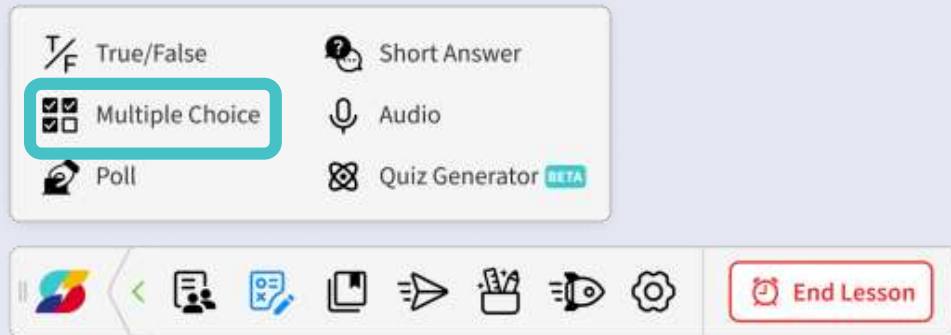 T/F True/False
Short Answer
Multiple Choice
Audio
Poll
Quiz Generator BETA
End Lesson